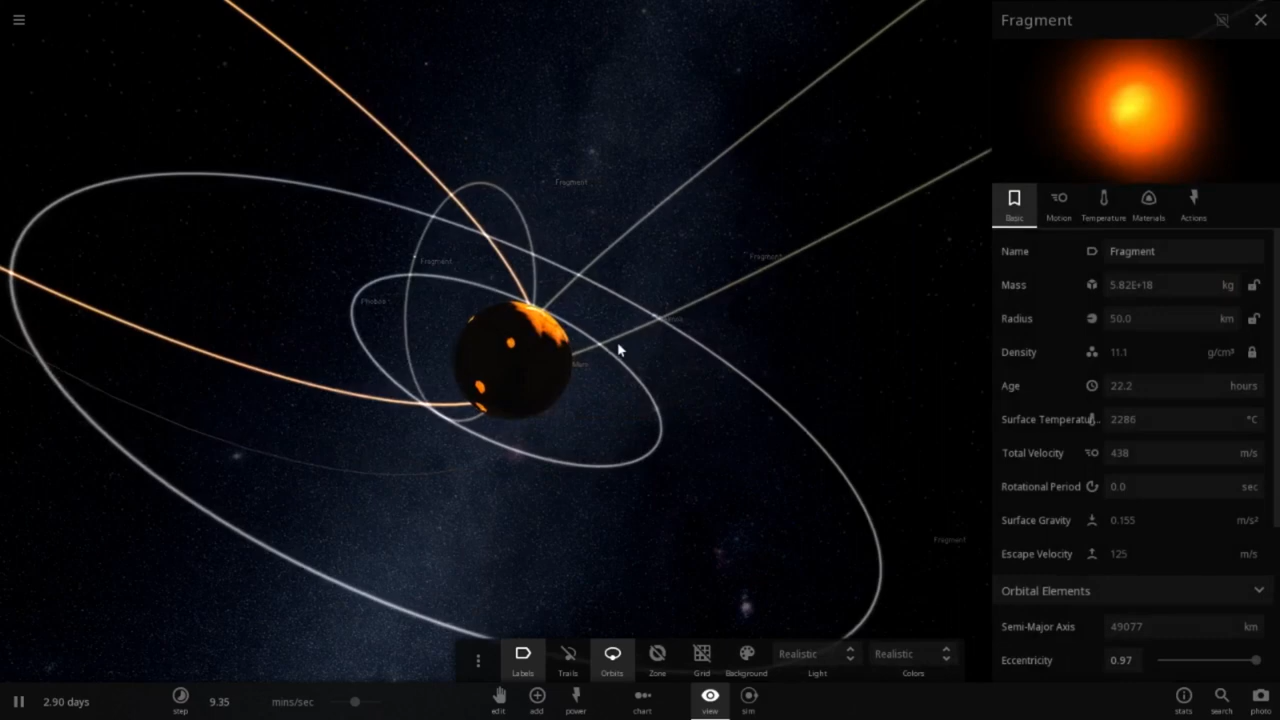 Fragment
Basic
Motion
Temperature
Materials
Actions
Name
Fragment
Mass
5.82E+18
kg
Radius
50.0
km
Density
11.1
g/cm³
Age
22.2
hours
Surface Temperatu...
2286
°C
Total Velocity
438
m/s
Rotational Period
0.0
sec
Surface Gravity
0.155
m/s²
Escape Velocity
125
m/s
Orbital Elements
Semi-Major Axis
49077
km
Eccentricity
0.97
Fragment
Fragment
Fragment
Phobos
Mars
Fragment
Labels
Trails
Orbits
Zone
Grid
Background
Realistic
Light
Realistic
Colors
2.90 days
step
9.35
mins/sec
edit
add
power
chart
view
sim
stats
search
photo